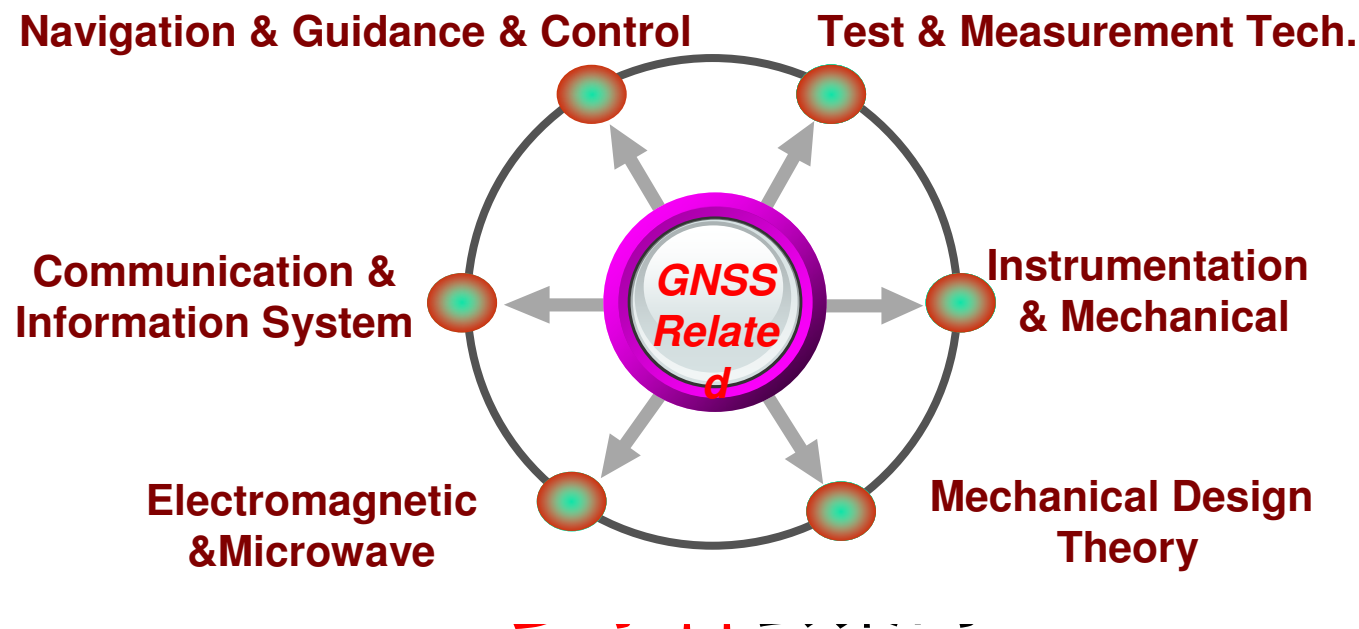 Navigation & Guidance & Control
Test & Measurement Tech.
Communication &
Information System
GNSS
Relate
d
Instrumentation
& Mechanical
Electromagnetic
&Microwave
Mechanical Design
Theory